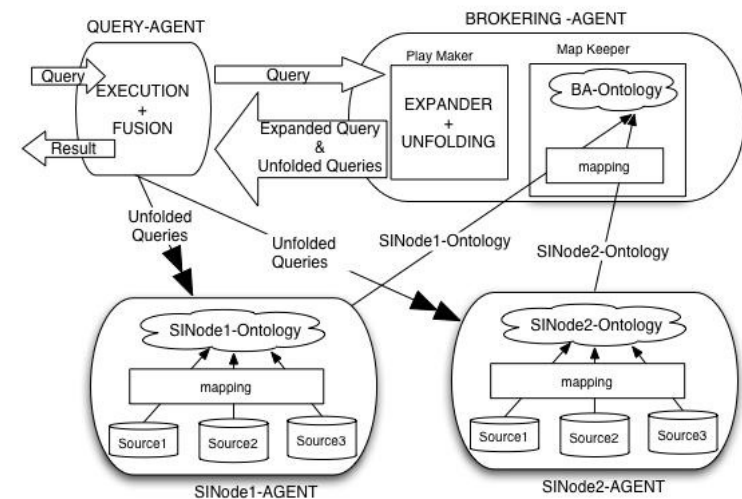 QUERY-AGENT
BROKERING -AGENT
Query
EXECUTION
+
FUSION
Result
Query
Expanded Query
&
Unfolded Queries
Play Maker
EXPANDER
+
UNFOLDING
Map Keeper
BA-Ontology
mapping
Unfolded
Queries
Unfolded
Queries
SINode1-Ontology
SINode2-Ontology
SINode1-Ontology
mapping
Source1
Source2
Source3
SINode1-AGENT
SINode2-Ontology
mapping
Source1
Source2
Source3
SINode2-AGENT